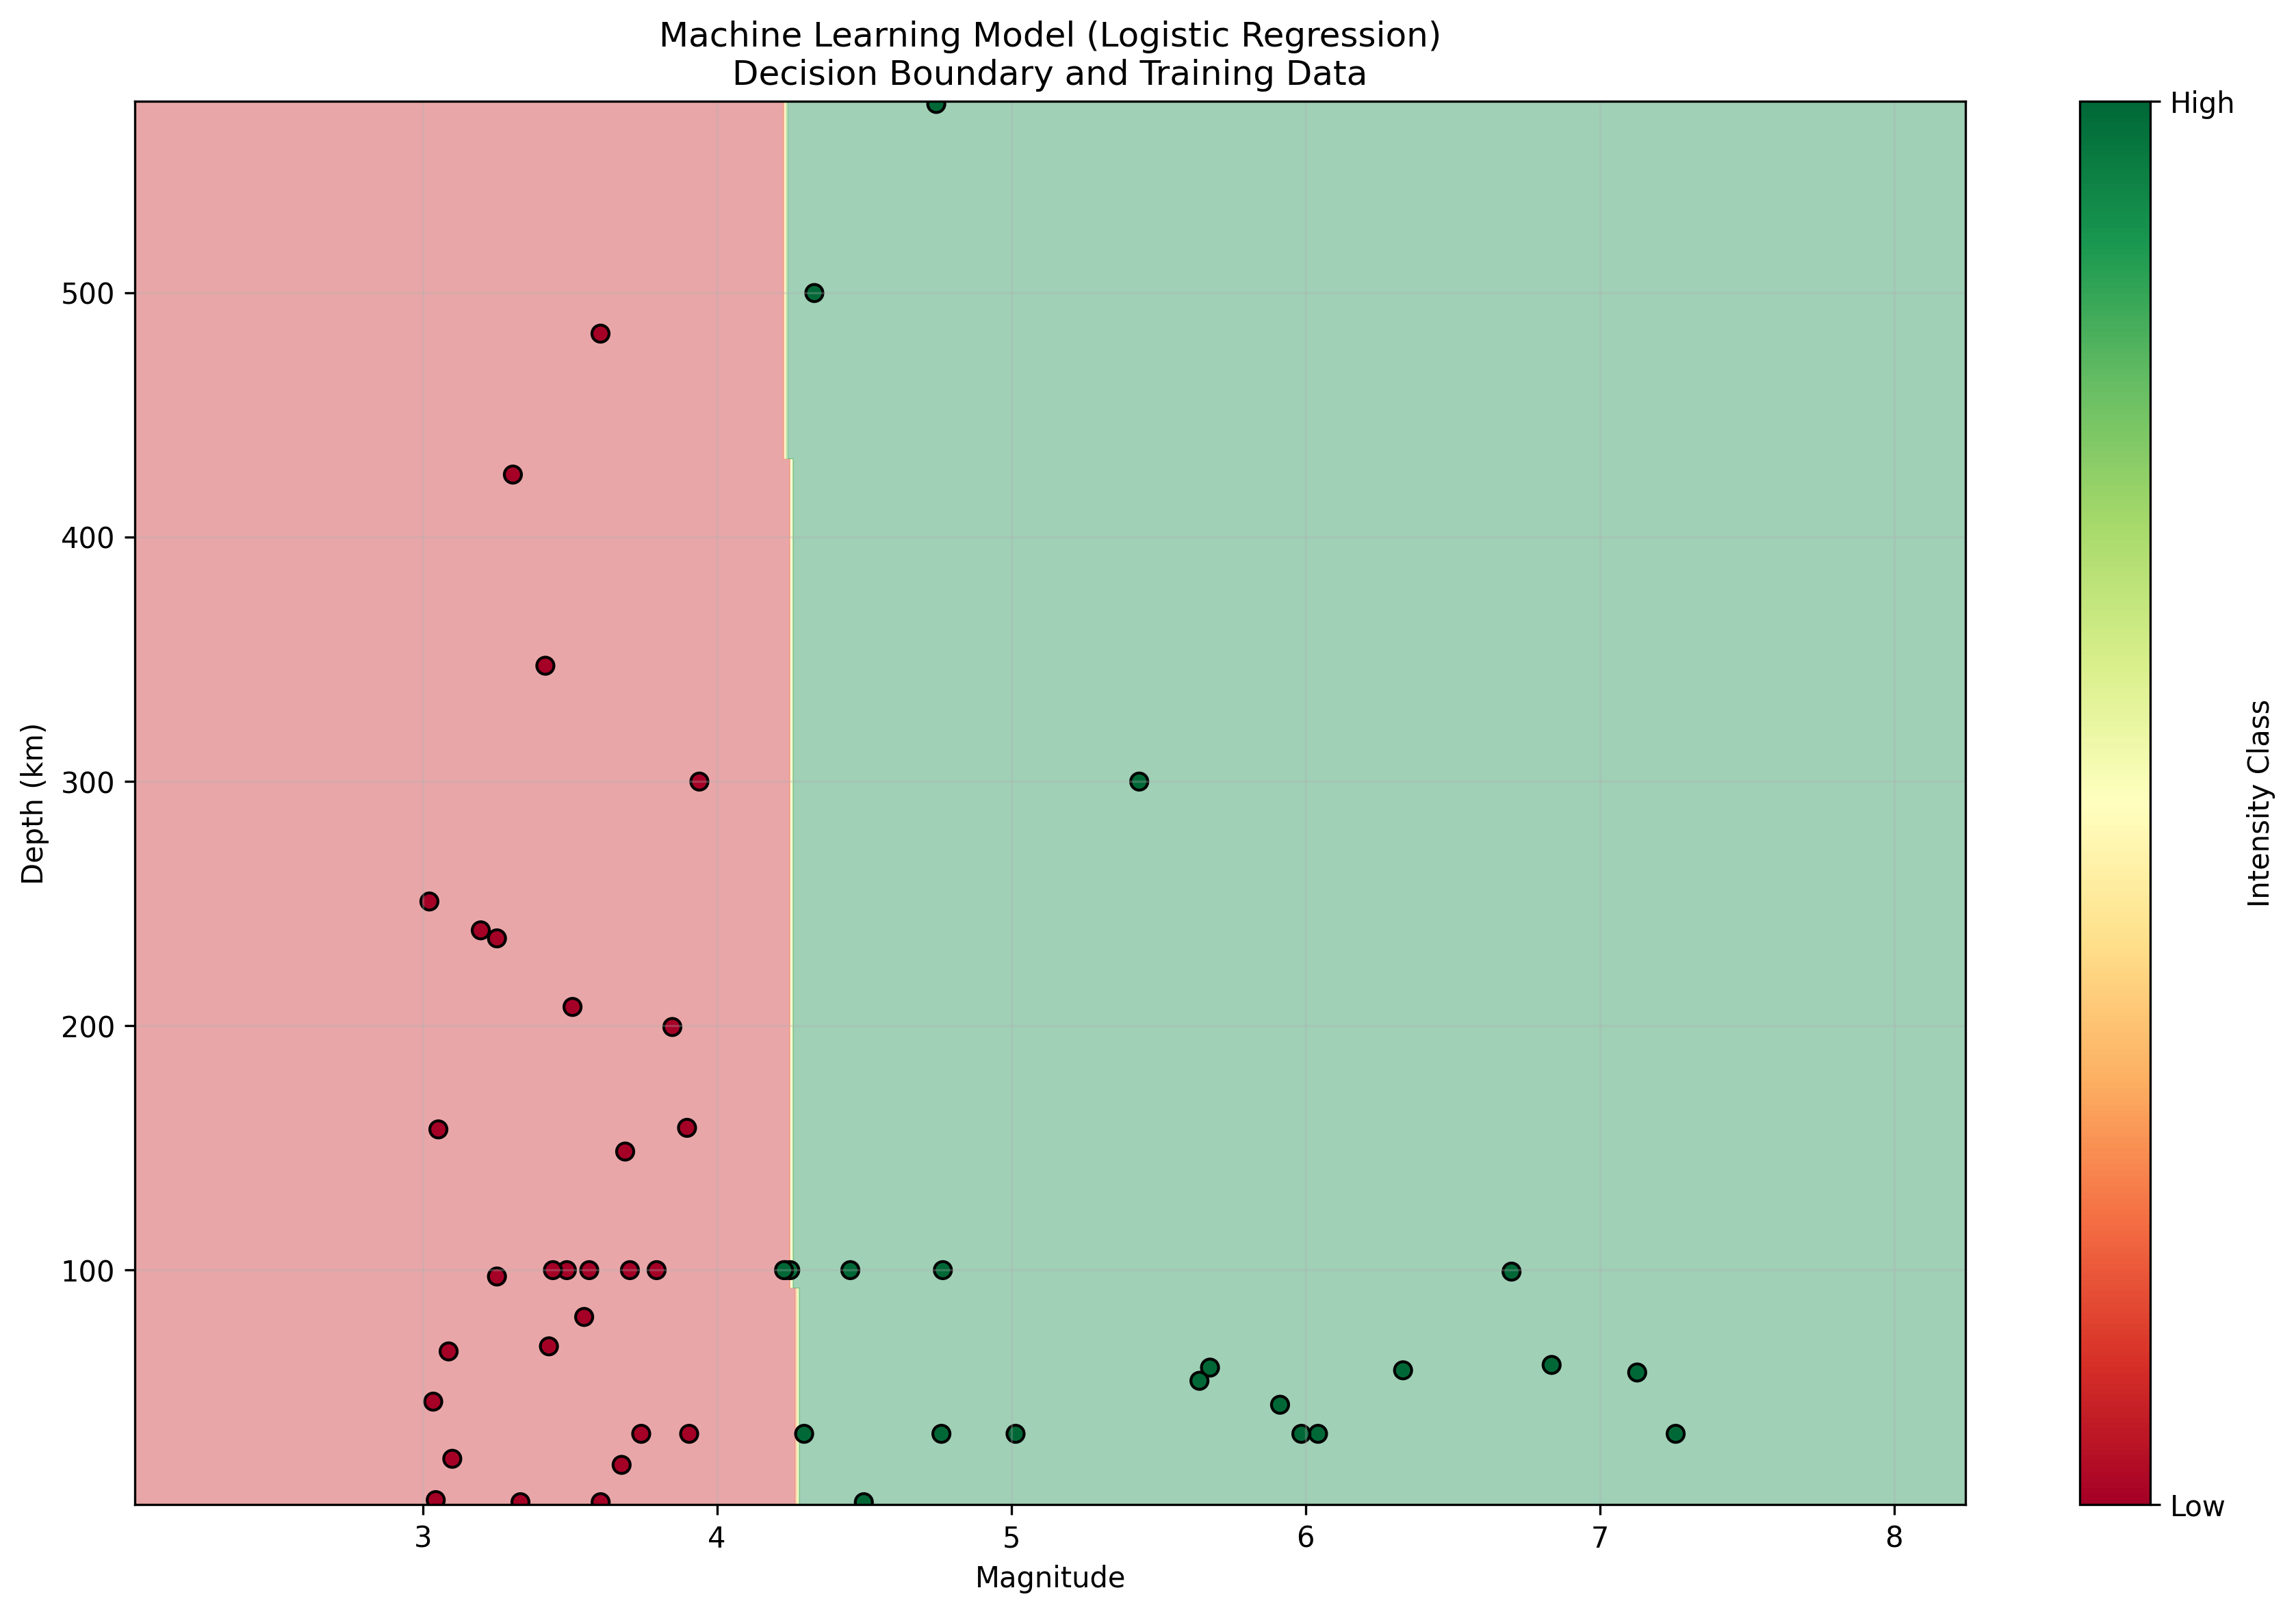 Machine Learning Model (Logistic Regression)
Decision Boundary and Training Data
High
500
400
300
200
100
Depth (km)
Intensity Class
Low
3
4
5
6
7
8
Magnitude